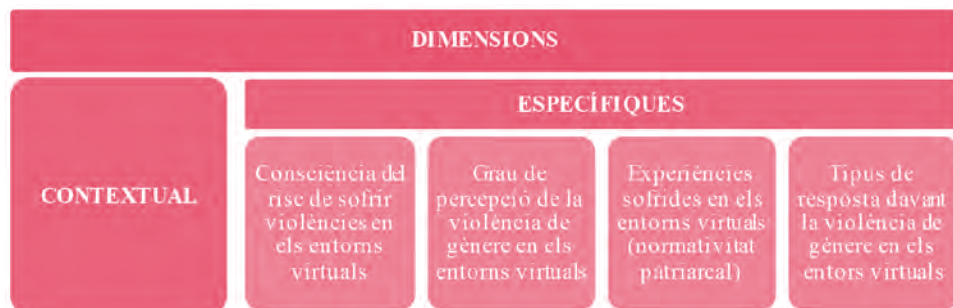 DIMENSIONS
CONTEXTUAL
ESPECÍFIQUES
Consciència del
risc de sofrir
violències en
els entorns
virtuals
Grau de
percepció de la
violència de
gènere en els
entorns virtuals
Experiències
sofrides en els
entorns virtuals
(normativitat
patriarcal)
Tipus de
resposta davant
la violència de
gènere en els
entors virtuals